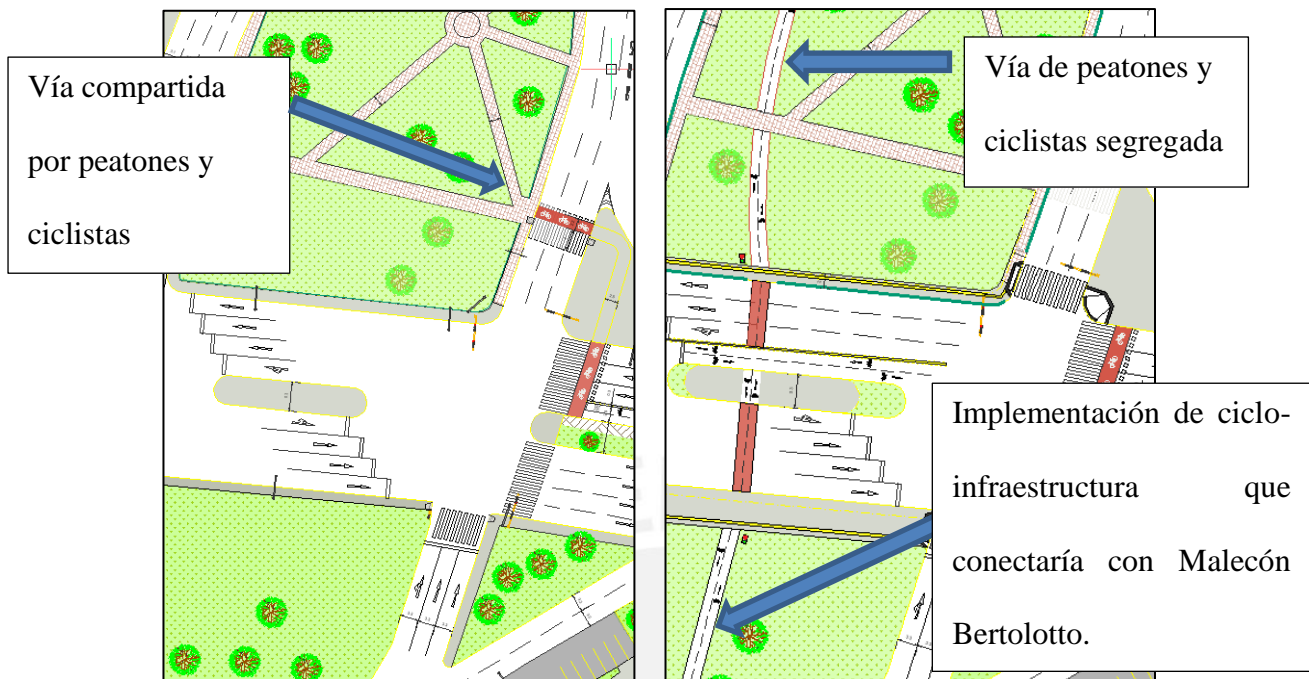 Vía compartida
por peatones y
ciclistas
Vía de peatones y
ciclistas segregada
Implementación de ciclo-
infraestructura que
conectaría con Malecón
Bertolotto.